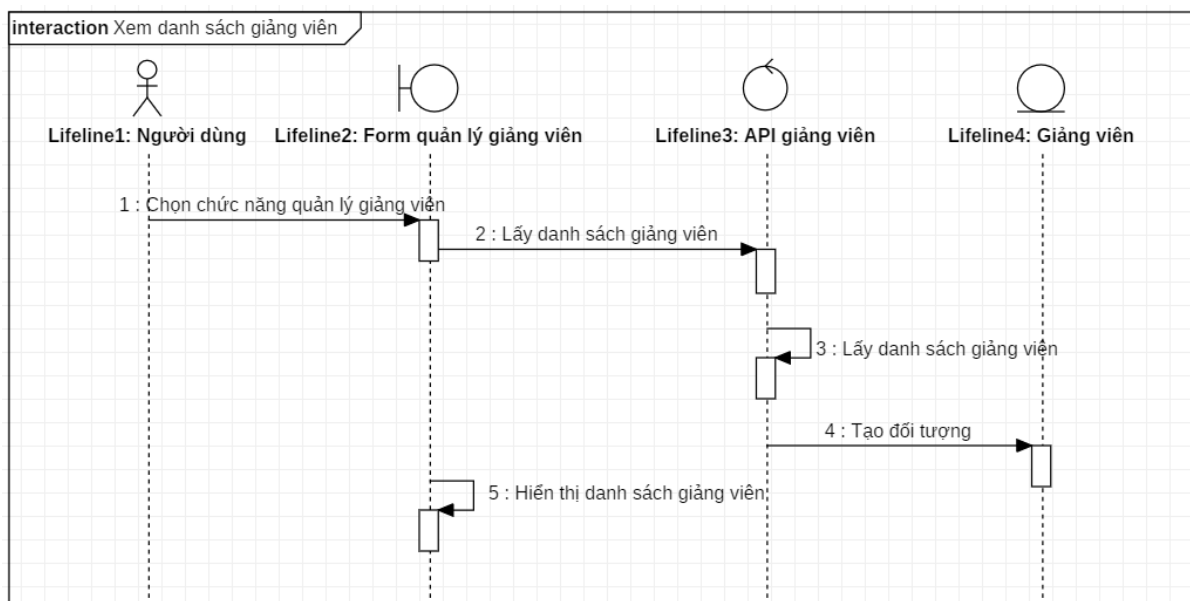 interaction Xem danh sách giảng viên
Lifeline1: Người dùng
Lifeline2: Form quản lý giảng viên
Lifeline3: API giảng viên
Lifeline4: Giảng viên
1 : Chọn chức năng quản lý giảng viên
2 : Lấy danh sách giảng viên
3 : Lấy danh sách giảng viên
4 : Tạo đối tượng
5 : Hiển thị danh sách giảng viên